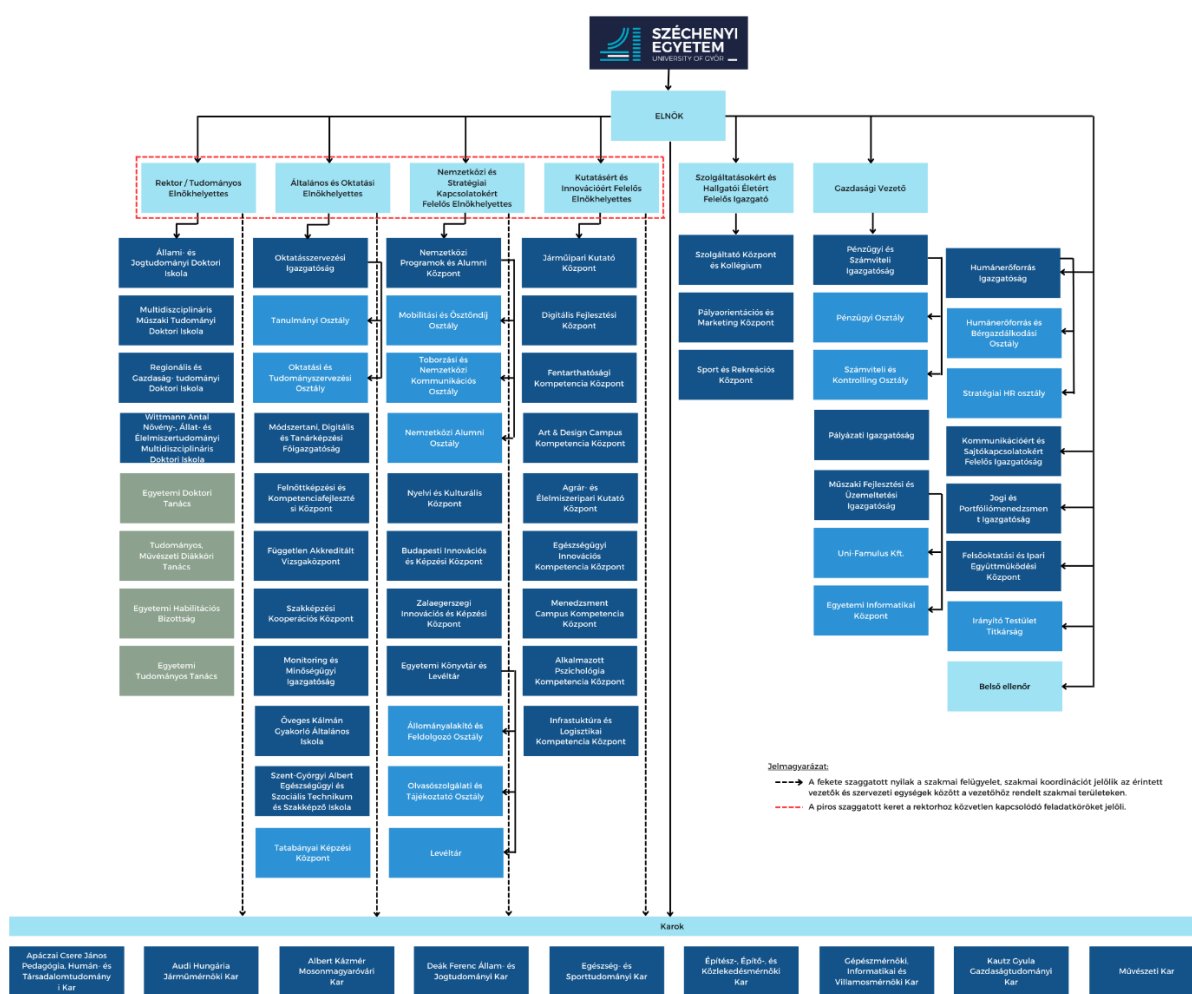 SZÉCHENYI
EGYETEM
UNIVERSITY OF GYŐR
ELNÖK
Rektor / Tudományos
Elnökhelyettes
Általános és Oktatási
Elnökhelyettes
Nemzetközi és
Stratégiai
Kapcsolatokért
Felelős Elnökhelyettes
Kutatásért és
Innovációért Felelős
Elnökhelyettes
Szolgáltatásokért és
Hallgatói Életért
Felelős Igazgató
Gazdasági Vezető
Állami- és
Jogtudományi Doktori
Iskola
Multidiszciplináris
Műszaki Tudományi
Doktori Iskola
Regionális és
Gazdaság- tudományi
Doktori Iskola
Wittmann Antal
Növény-, Állat- és
Élelmiszertudományi
Multidiszciplináris
Doktori Iskola
Egyetemi Doktori
Tanács
Tudományos,
Művészeti Diákköri
Tanács
Egyetemi Habilitációs
Bizottság
Egyetemi
Tudományos Tanács
Oktatásszervezési
Igazgatóság
Tanulmányi Osztály
Oktatási és
Tudományszervezési
Osztály
Módszertani, Digitális
és Tanárképzési
Főigazgatóság
Felnőttképzési és
Kompetenciafejleszté
si Központ
Független Akkreditált
Vizsgaközpont
Szakképzési
Kooperációs Központ
Monitoring és
Minőségügyi
Igazgatóság
Öveges Kálmán
Gyakorló Általános
Iskola
Szent-Györgyi Albert
Egészségügyi és
Szociális Technikum
és Szakképző Iskola
Tatabányai Képzési
Központ
Nemzetközi
Programok és Alumni
Központ
Mobilitási és Ösztöndíj
Osztály
Toborzási és
Nemzetközi
Kommunikációs
Osztály
Nemzetközi Alumni
Osztály
Nyelvi és Kulturális
Központ
Budapesti Innovációs
és Képzési Központ
Zalaegerszegi
Innovációs és Képzési
Központ
Egyetemi Könyvtár és
Levéltár
Állományalakító és
Feldolgozó Osztály
Olvasószolgálati és
Tájékoztató Osztály
Levéltár
Járműipari Kutató
Központ
Digitális Fejlesztési
Központ
Fentarthatósági
Kompetencia Központ
Art & Design Campus
Kompetencia Központ
Agrár- és
Élelmiszeripari Kutató
Központ
Egészségügyi
Innovációs
Kompetencia Központ
Menedzsment
Campus Kompetencia
Központ
Alkalmazott
Pszichológia
Kompetencia Központ
Infrastuktúra és
Logisztikai
Kompetencia Központ
Szolgáltató Központ
és Kollégium
Pályaorientációs és
Marketing Központ
Sport és Rekreációs
Központ
Pénzügyi és
Számviteli
Igazgatóság
Pénzügyi Osztály
Számviteli és
Kontrolling Osztály
Pályázati Igazgatóság
Műszaki Fejlesztési és
Üzemeltetési
Igazgatóság
Uni-Famulus Kft.
Egyetemi Informatikai
Központ
Humánerőforrás
Igazgatóság
Humánerőforrás és
Bérgazdálkodási
Osztály
Stratégiai HR osztály
Kommunikációért és
Sajtókapcsolatokért
Felelős Igazgatóság
Jogi és
Portfóliómenedzsmen
t Igazgatóság
Felsőoktatási és Ipari
Együttműködési
Központ
Irányító Testület
Titkárság
Belső ellenőr
Jelmagyarázat:
A fekete szaggatott nyilak a szakmai felügyelet, szakmai koordinációt jelölik az érintett
vezetők és szervezeti egységek között a vezetőhöz rendelt szakmai területeken.
A piros szaggatott keret a rektorhoz közvetlen kapcsolódó feladatköröket jelöli.
Karok
Apáczai Csere János
Pedagógia, Humán- és
Társadalomtudomány
i Kar
Audi Hungária
Járműmérnöki Kar
Albert Kázmér
Mosonmagyaróvári
Kar
Deák Ferenc Állam- és
Jogtudományi Kar
Egészség- és
Sporttudományi Kar
Építész-, Építő- és
Közlekedésmérnöki
Kar
Gépészmérnöki,
Informatikai és
Villamosmérnöki Kar
Kautz Gyula
Gazdaságtudományi
Kar
Művészeti Kar